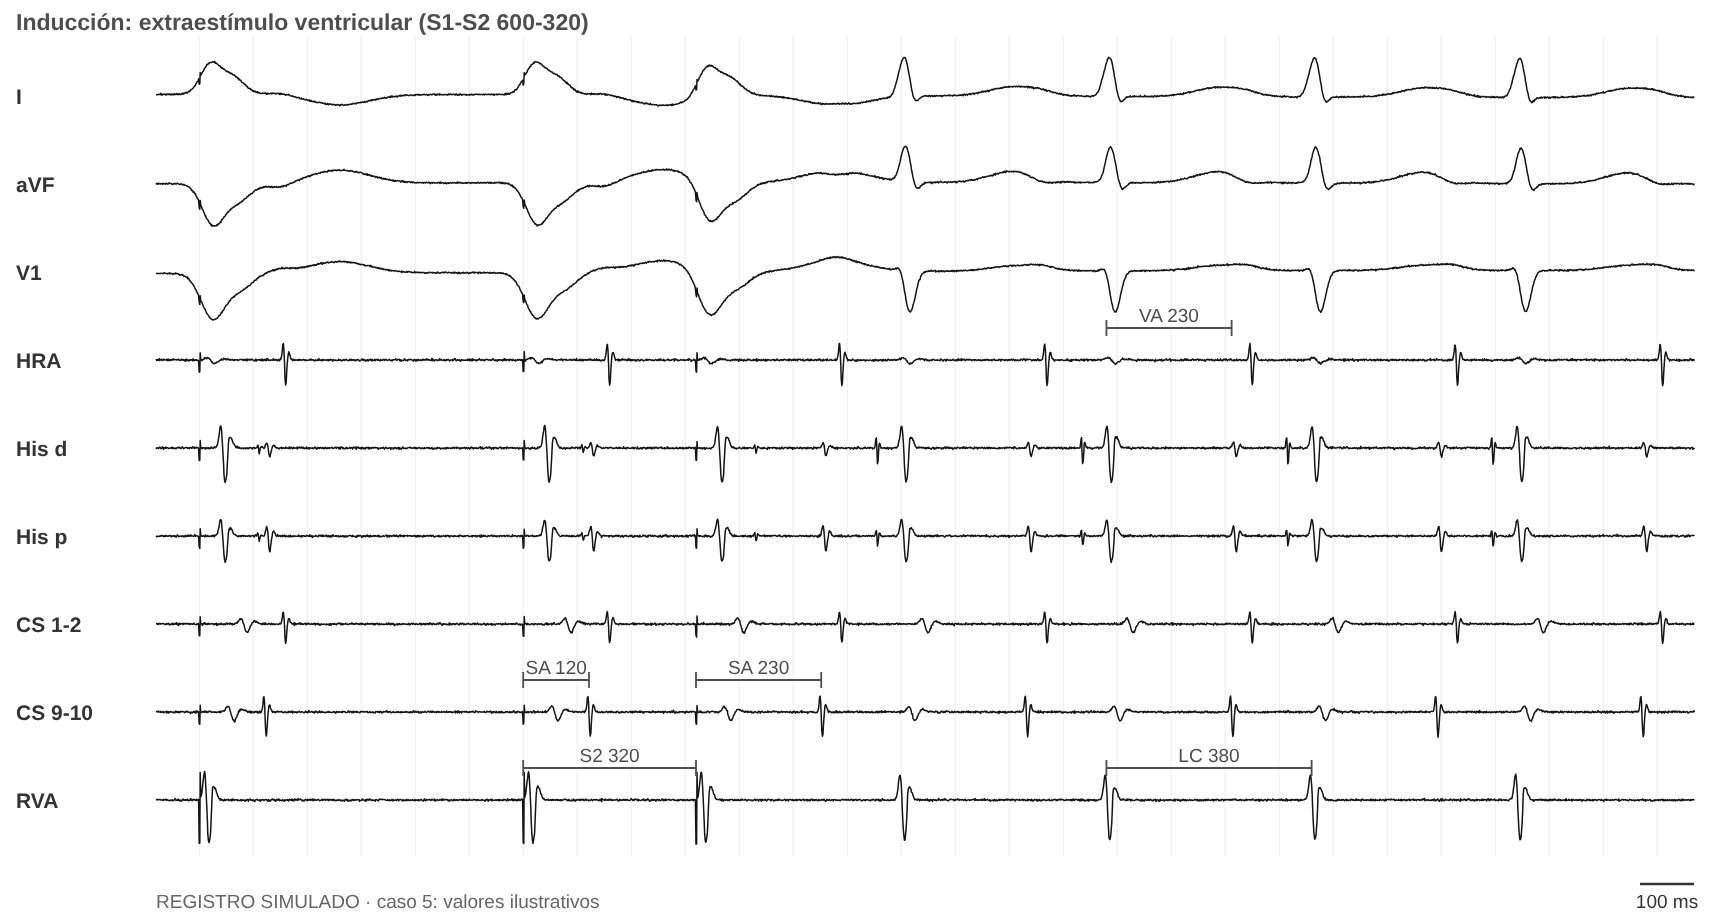 Inducción: extraestímulo ventricular (S1-S2 600-320)
I
aVF
V1
VA 230
HRA
His d
His p
CS 1-2
SA 120
SA 230
CS 9-10
S2 320
LC 380
RVA
REGISTRO SIMULADO · caso 5: valores ilustrativos
100 ms